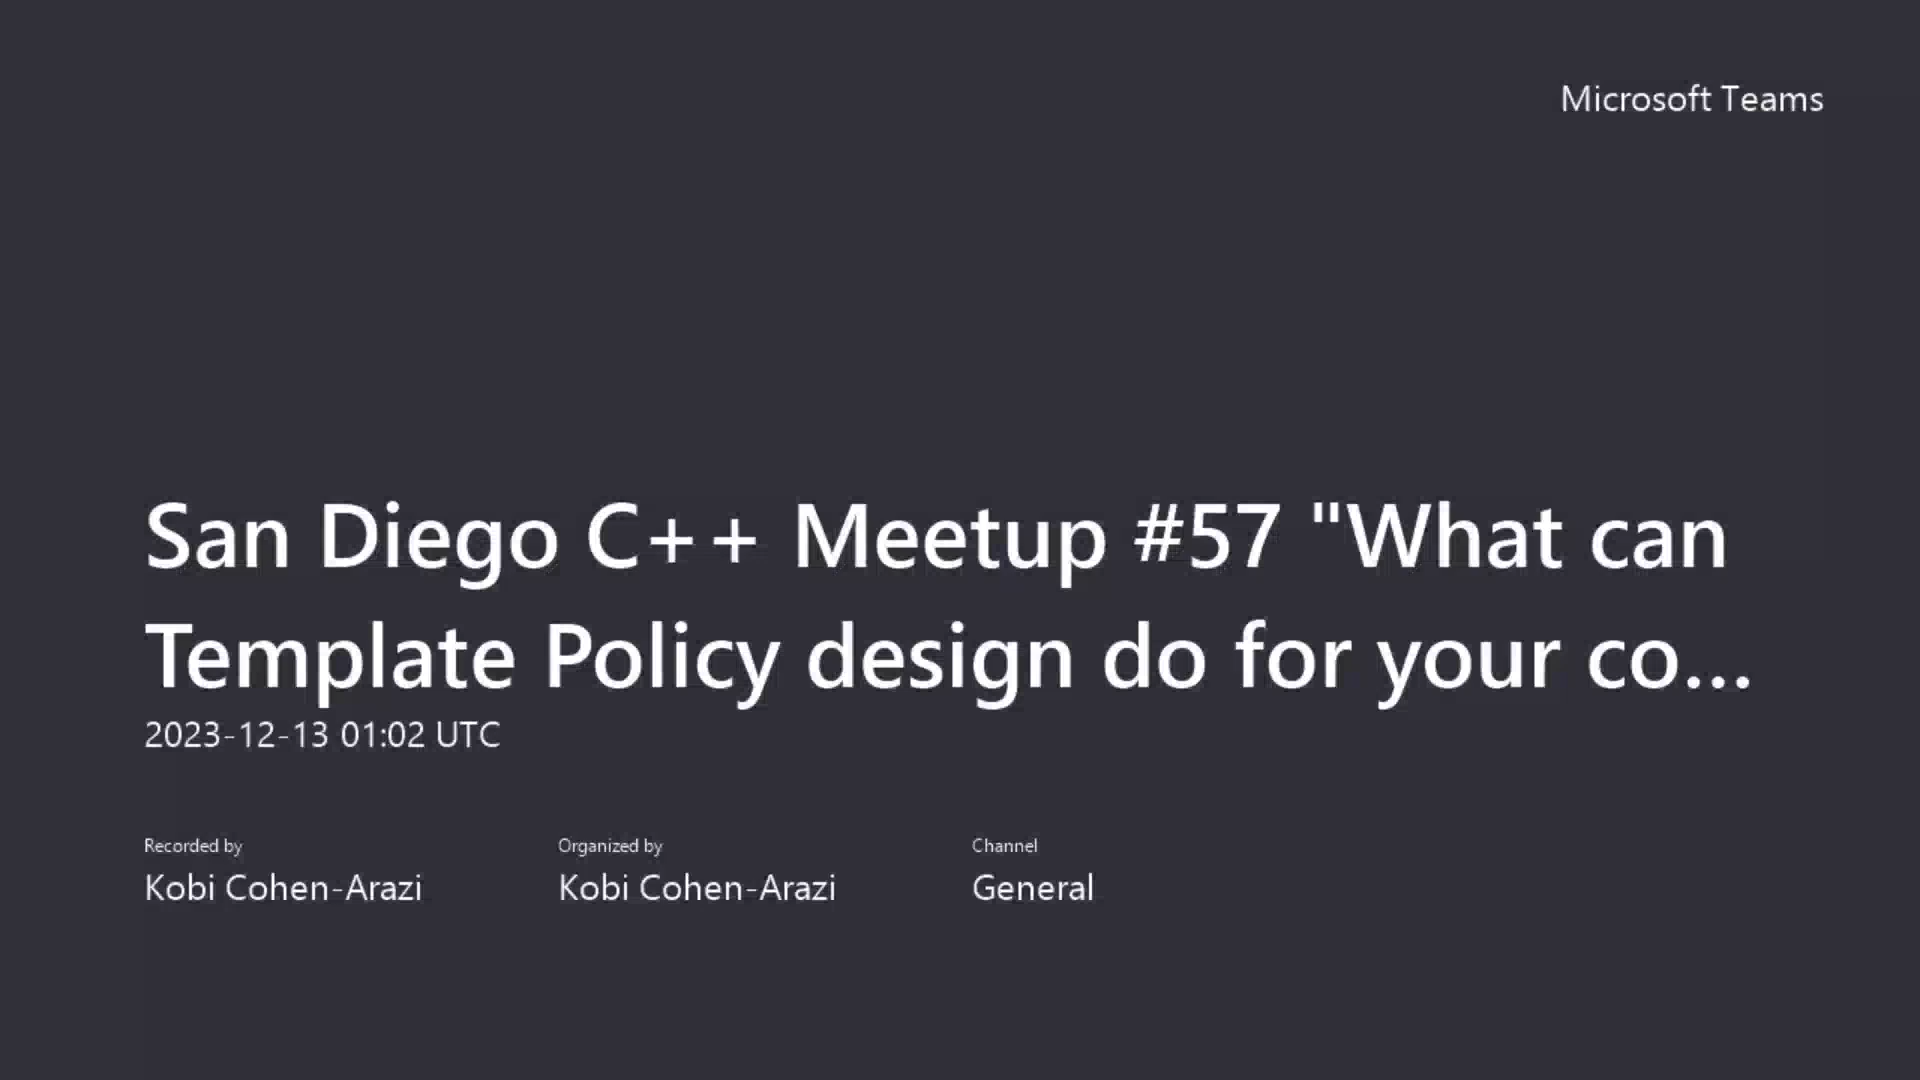 Microsoft Teams
San Diego C++ Meetup #57 "What can
Template Policy design do for your co...
2023-12-13 01:02 UTC
Recorded by
Organized by
Channel
Kobi Cohen-Arazi
Kobi Cohen-Arazi
General